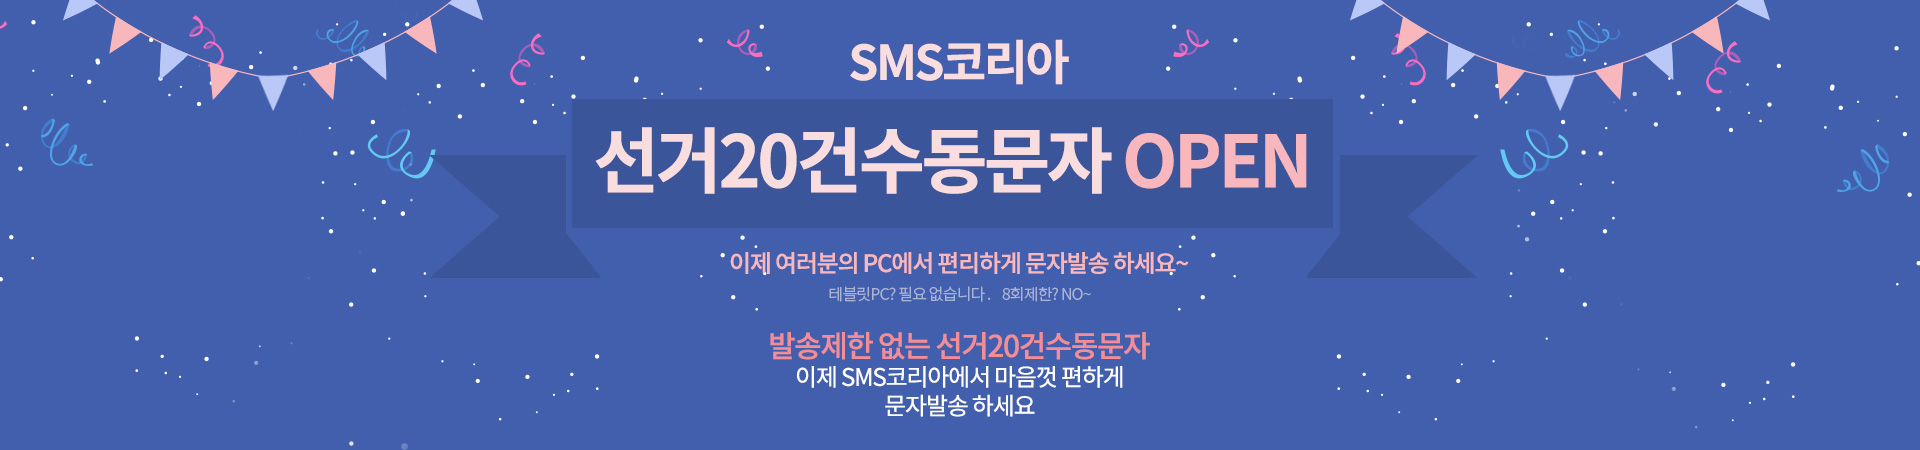 SMS코리아
선거20건수동문자 OPEN
이제 여러분의 PC에서 편리하게 문자발송 하세요~
테블릿PC? 필요 없습니다. 8회제한? NO~
발송제한 없는 선거20건수동문자
이제 SMS코리아에서 마음껏 편하게
문자발송 하세요